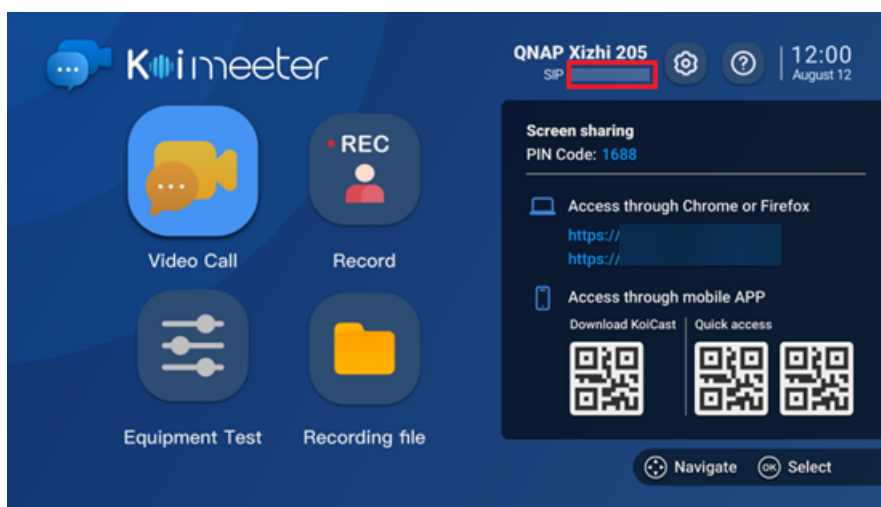 Koimeeter
QNAP Xizhi 205
SIP
12:00
August 12
REC
Video Call
Record
Equipment Test
Recording file
Screen sharing
PIN Code: 1688
Access through Chrome or Firefox
https://
https://
Access through mobile APP
Download KoiCast
Quick access
Navigate
OK
Select